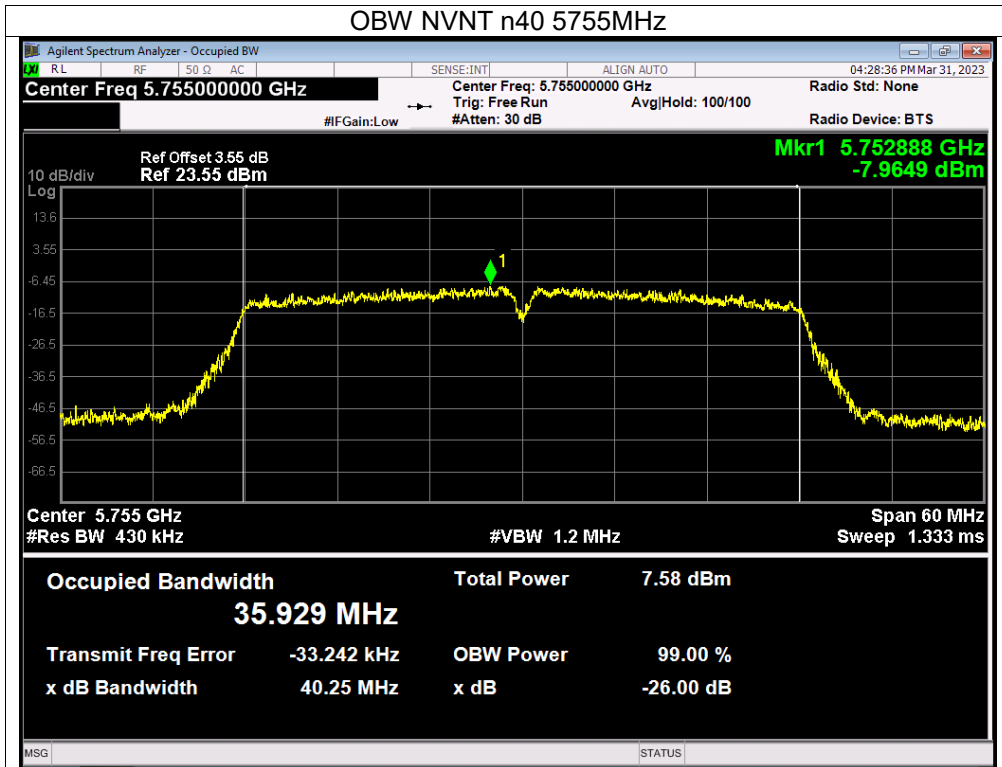 OBW NVNT n40 5755MHz
Agilent Spectrum Analyzer - Occupied BW
LXI RL RF 50 Ω AC SENSE:INT ALIGN AUTO 04:28:36 PM Mar 31, 2023
Center Freq 5.755000000 GHz Center Freq: 5.755000000 GHz Radio Std: None
Trig: Free Run Avg|Hold: 100/100
#IFGain:Low #Atten: 30 dB Radio Device: BTS
Ref Offset 3.55 dB Mkr1 5.752888 GHz
10 dB/div Ref 23.55 dBm -7.9649 dBm
Log
13.6
3.55
1
-6.45
-16.5
-26.5
-36.5
-46.5
-56.5
-66.5
Center 5.755 GHz Span 60 MHz
#Res BW 430 kHz #VBW 1.2 MHz Sweep 1.333 ms
Occupied Bandwidth Total Power 7.58 dBm
35.929 MHz
Transmit Freq Error -33.242 kHz OBW Power 99.00 %
x dB Bandwidth 40.25 MHz x dB -26.00 dB
MSG STATUS